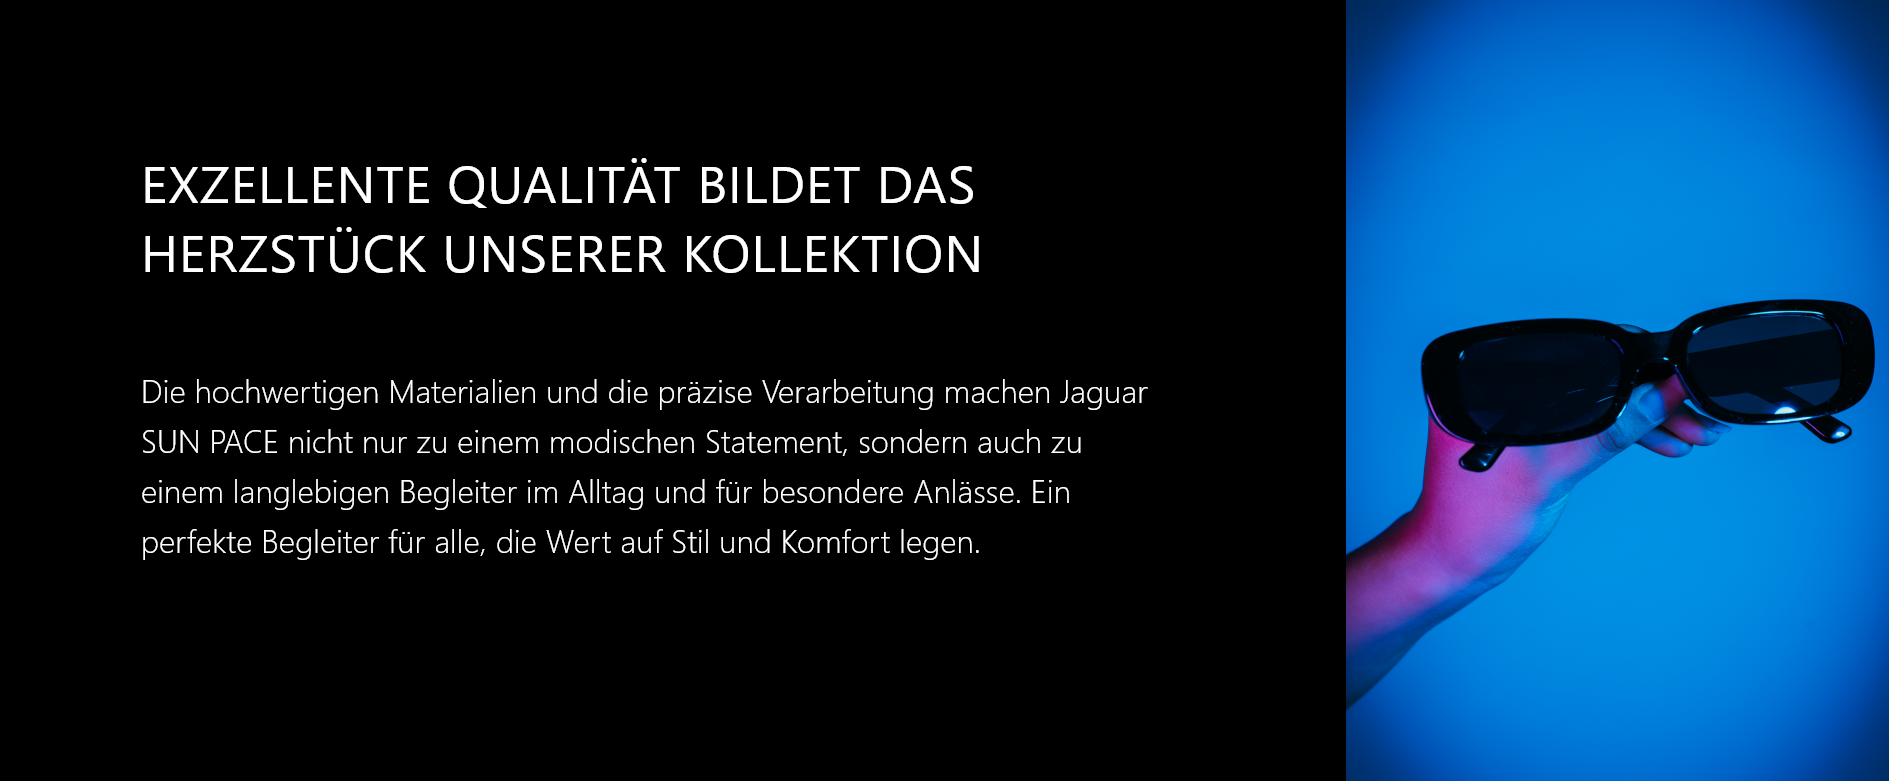 EXZELLENTE QUALITÄT BILDET DAS
HERZSTÜCK UNSERER KOLLEKTION
Die hochwertigen Materialien und die präzise Verarbeitung machen Jaguar
SUN PACE nicht nur zu einem modischen Statement, sondern auch zu
einem langlebigen Begleiter im Alltag und für besondere Anlässe. Ein
perfekte Begleiter für alle, die Wert auf Stil und Komfort legen.